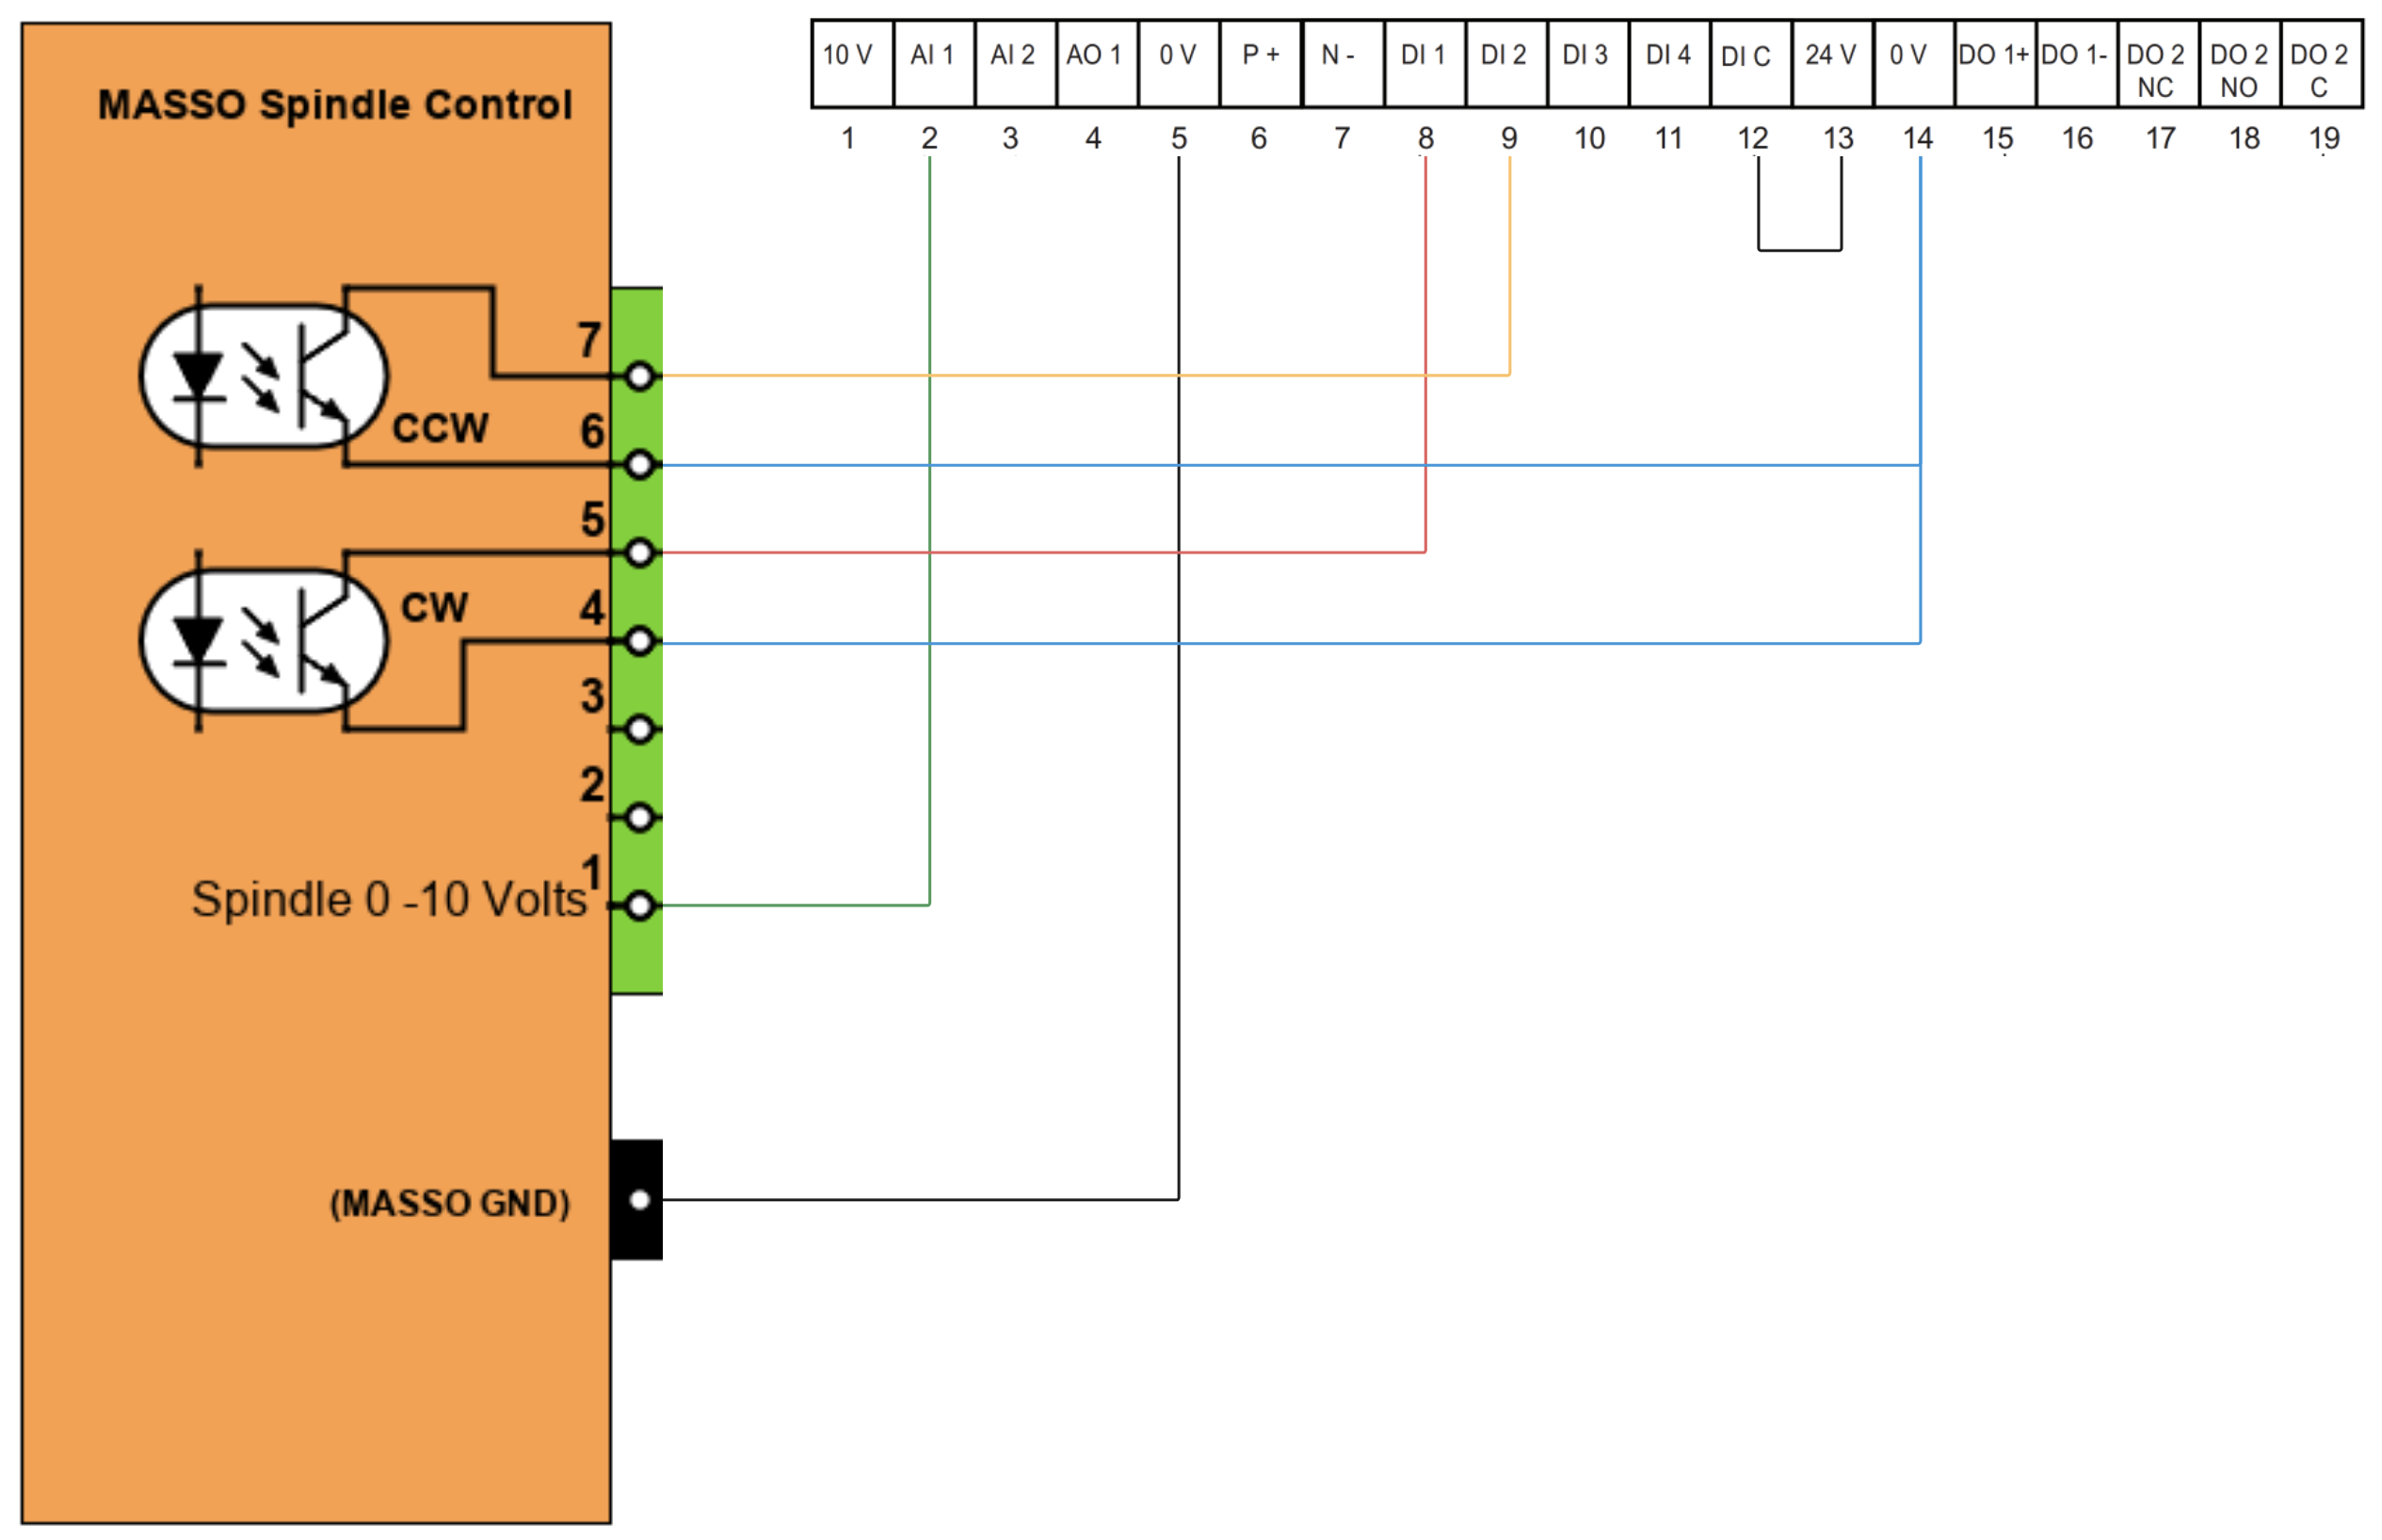 MASSO Spindle Control
10 V AI 1 AI 2 AO 1 0 V P + N - DI 1 DI 2 DI 3 DI 4 DI C 24 V 0 V DO 1+ DO 1- DO 2 NC DO 2 NO DO 2 C
1 2 3 4 5 6 7 8 9 10 11 12 13 14 15 16 17 18 19
7
CCW
6
5
CW
4
3
2
1
Spindle 0 -10 Volts
(MASSO GND)